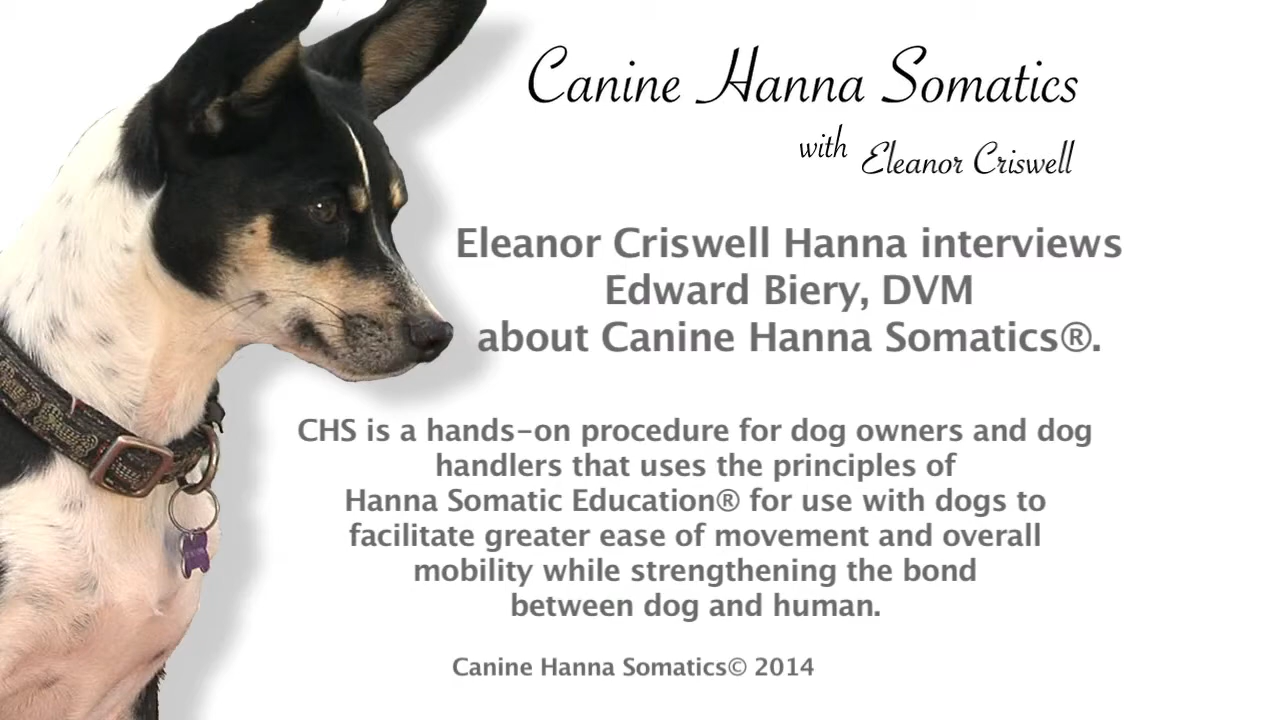 Canine Hanna Somatics
with Eleanor Criswell
Eleanor Criswell Hanna interviews
Edward Biery, DVM
about Canine Hanna Somatics®.
CHS is a hands-on procedure for dog owners and dog
handlers that uses the principles of
Hanna Somatic Education® for use with dogs to
facilitate greater ease of movement and overall
mobility while strengthening the bond
between dog and human.
Canine Hanna Somatics© 2014